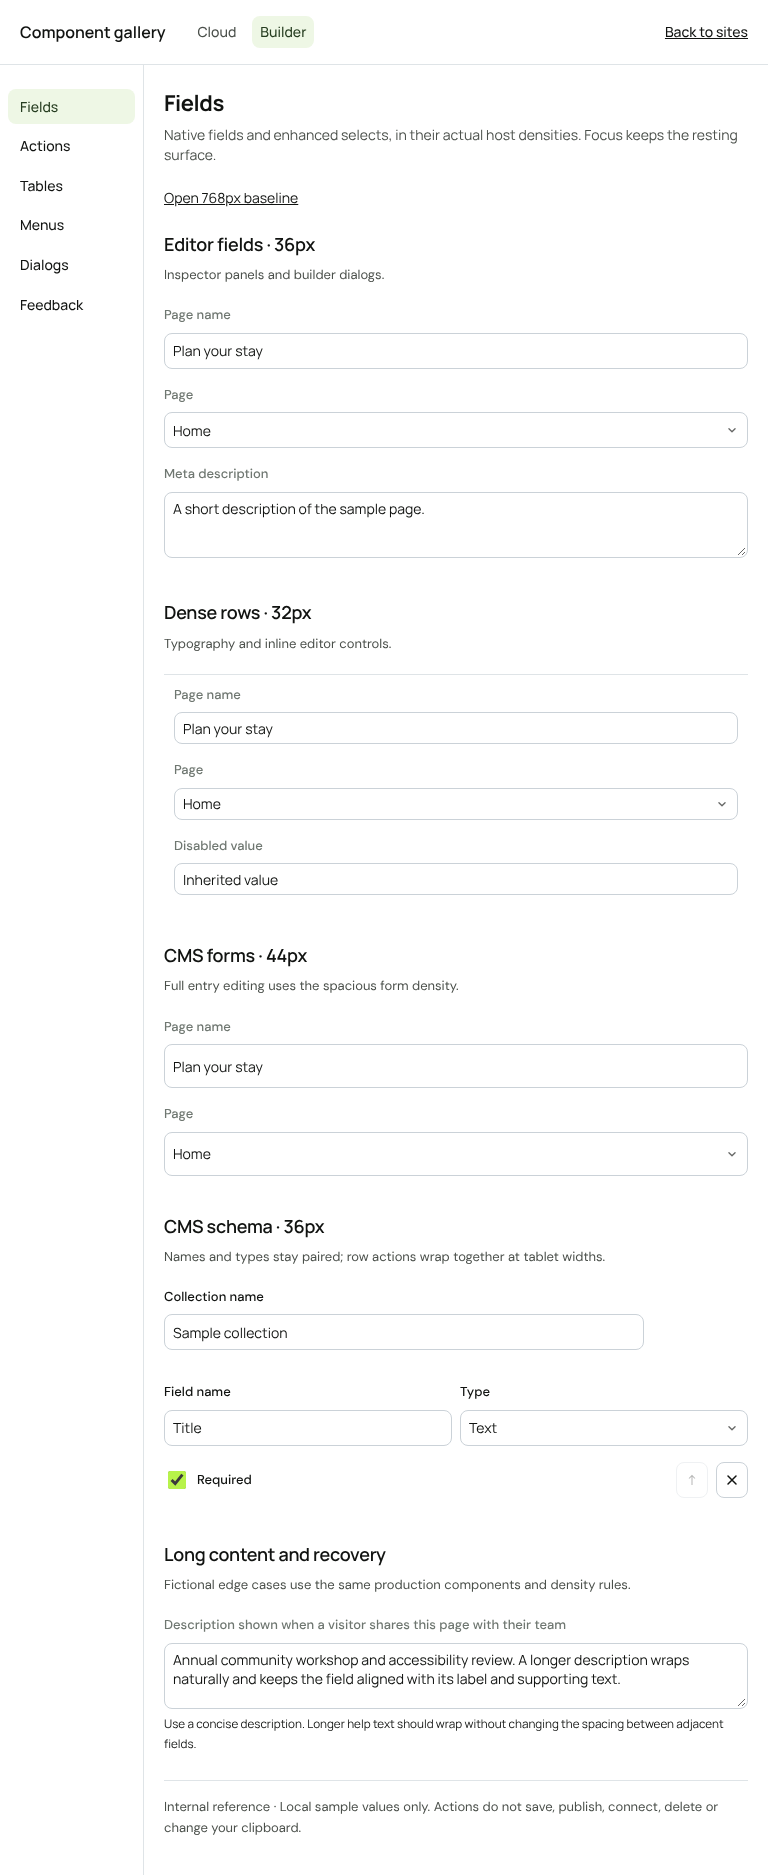 Component gallery
Cloud
Builder
Back to sites
Fields
Actions
Tables
Menus
Dialogs
Feedback
Fields
Native fields and enhanced selects, in their actual host densities. Focus keeps the resting
surface.
Open 768px baseline
Editor fields · 36px
Inspector panels and builder dialogs.
Page name
Plan your stay
Page
Home
Meta description
A short description of the sample page.
Dense rows · 32px
Typography and inline editor controls.
Page name
Plan your stay
Page
Home
Disabled value
Inherited value
CMS forms · 44px
Full entry editing uses the spacious form density.
Page name
Plan your stay
Page
Home
CMS schema · 36px
Names and types stay paired; row actions wrap together at tablet widths.
Collection name
Sample collection
Field name
Type
Title
Text
Required
Long content and recovery
Fictional edge cases use the same production components and density rules.
Description shown when a visitor shares this page with their team
Annual community workshop and accessibility review. A longer description wraps
naturally and keeps the field aligned with its label and supporting text.
Use a concise description. Longer help text should wrap without changing the spacing between adjacent
fields.
Internal reference · Local sample values only. Actions do not save, publish, connect, delete or
change your clipboard.